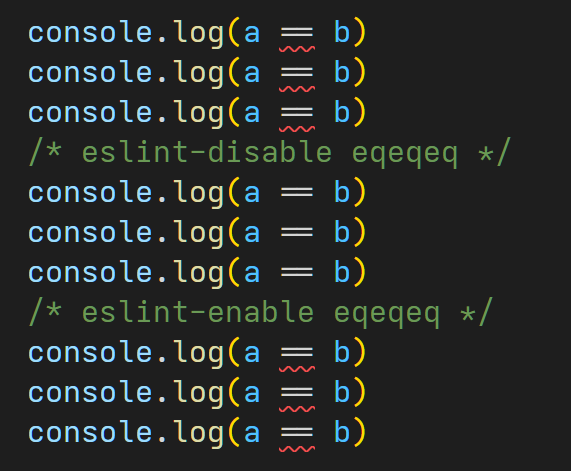 console.log(a == b)
console.log(a == b)
console.log(a == b)
/* eslint-disable eqeqeq */
console.log(a == b)
console.log(a == b)
console.log(a == b)
/* eslint-enable eqeqeq */
console.log(a == b)
console.log(a == b)
console.log(a == b)